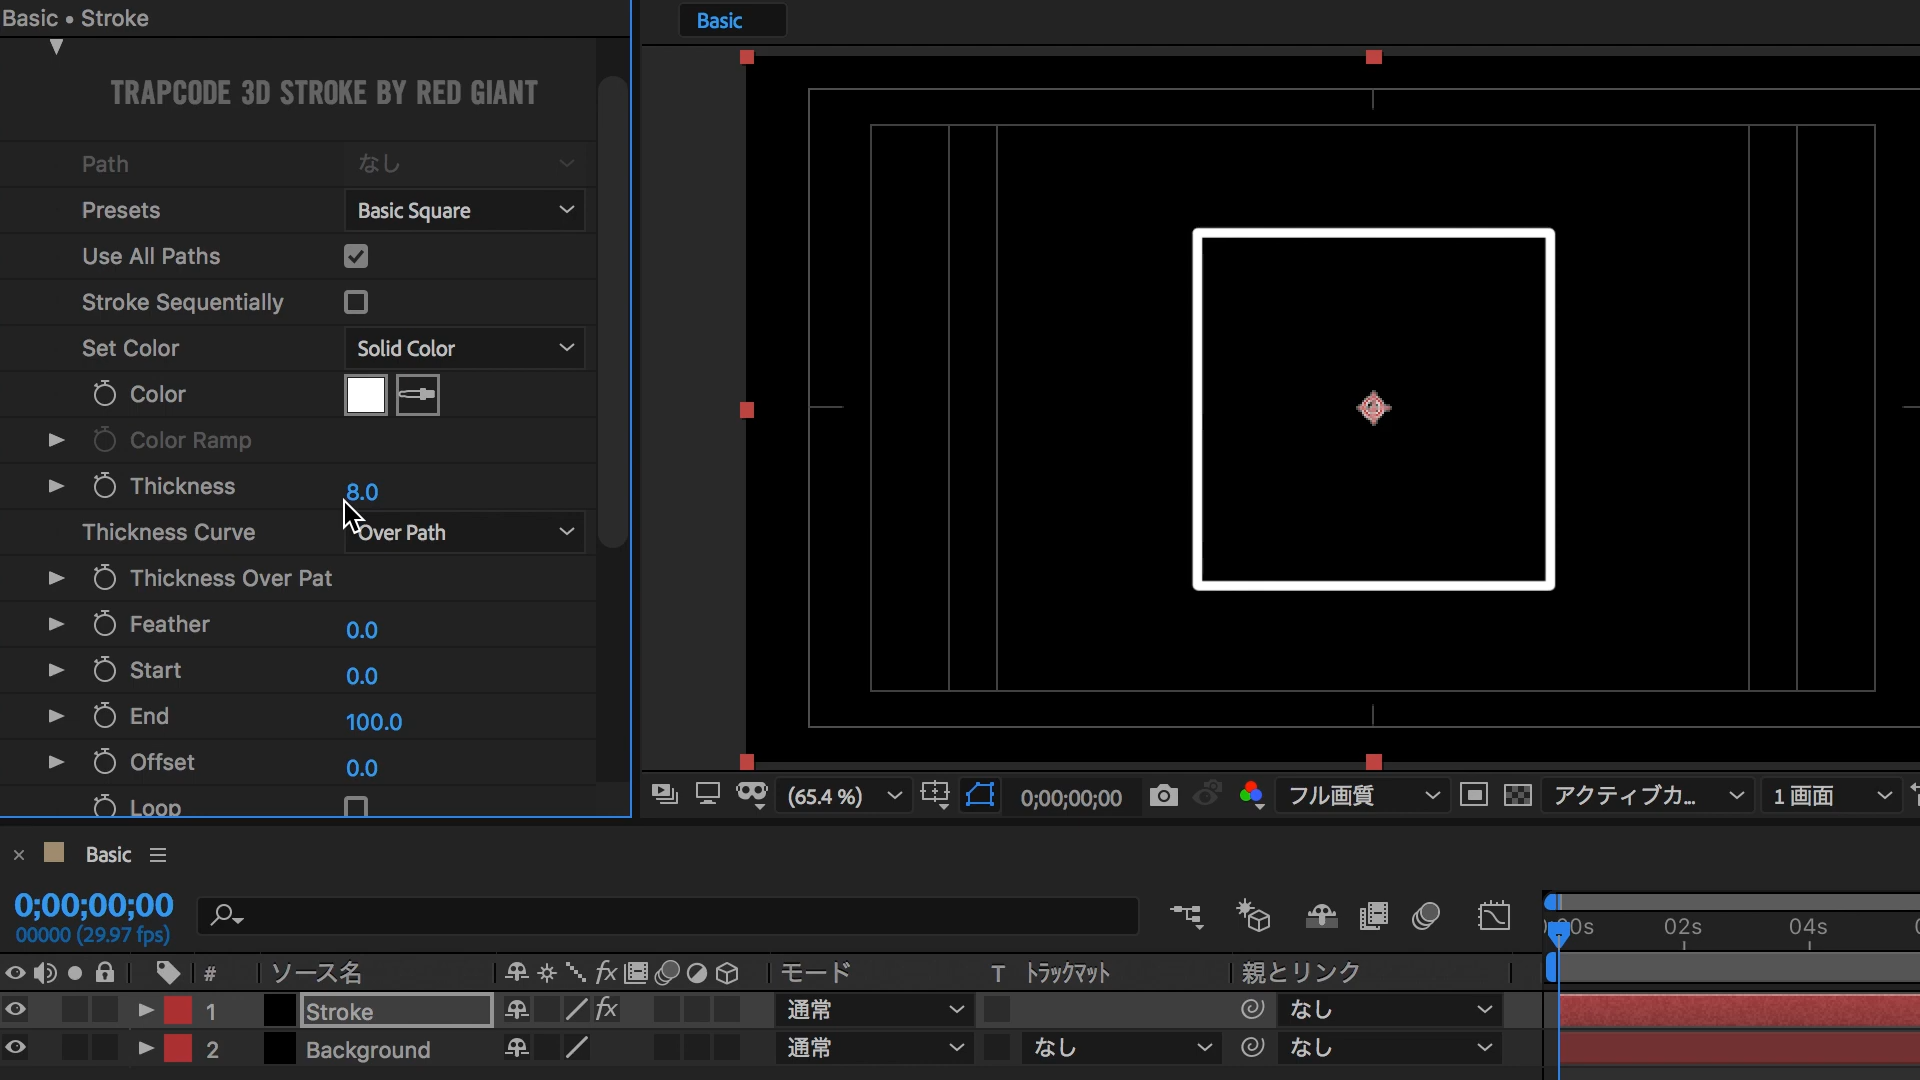 Basic • Stroke
Basic
TRAPCODE 3D STROKE BY RED GIANT
Path なし
Presets Basic Square
Use All Paths
Stroke Sequentially
Set Color Solid Color
Color
Color Ramp
Thickness 8.0
Thickness Curve Over Path
Thickness Over Pat
Feather 0.0
Start 0.0
End 100.0
Offset 0.0
Loop
(65.4 %) 0;00;00;00 フル画質 アクティブカ... 1 画面
× Basic
0;00;00;00
00000 (29.97 fps)
02s 04s
# ソース名 fx モード T トラックマット 親とリンク
1 Stroke fx 通常 なし
2 Background 通常 なし なし